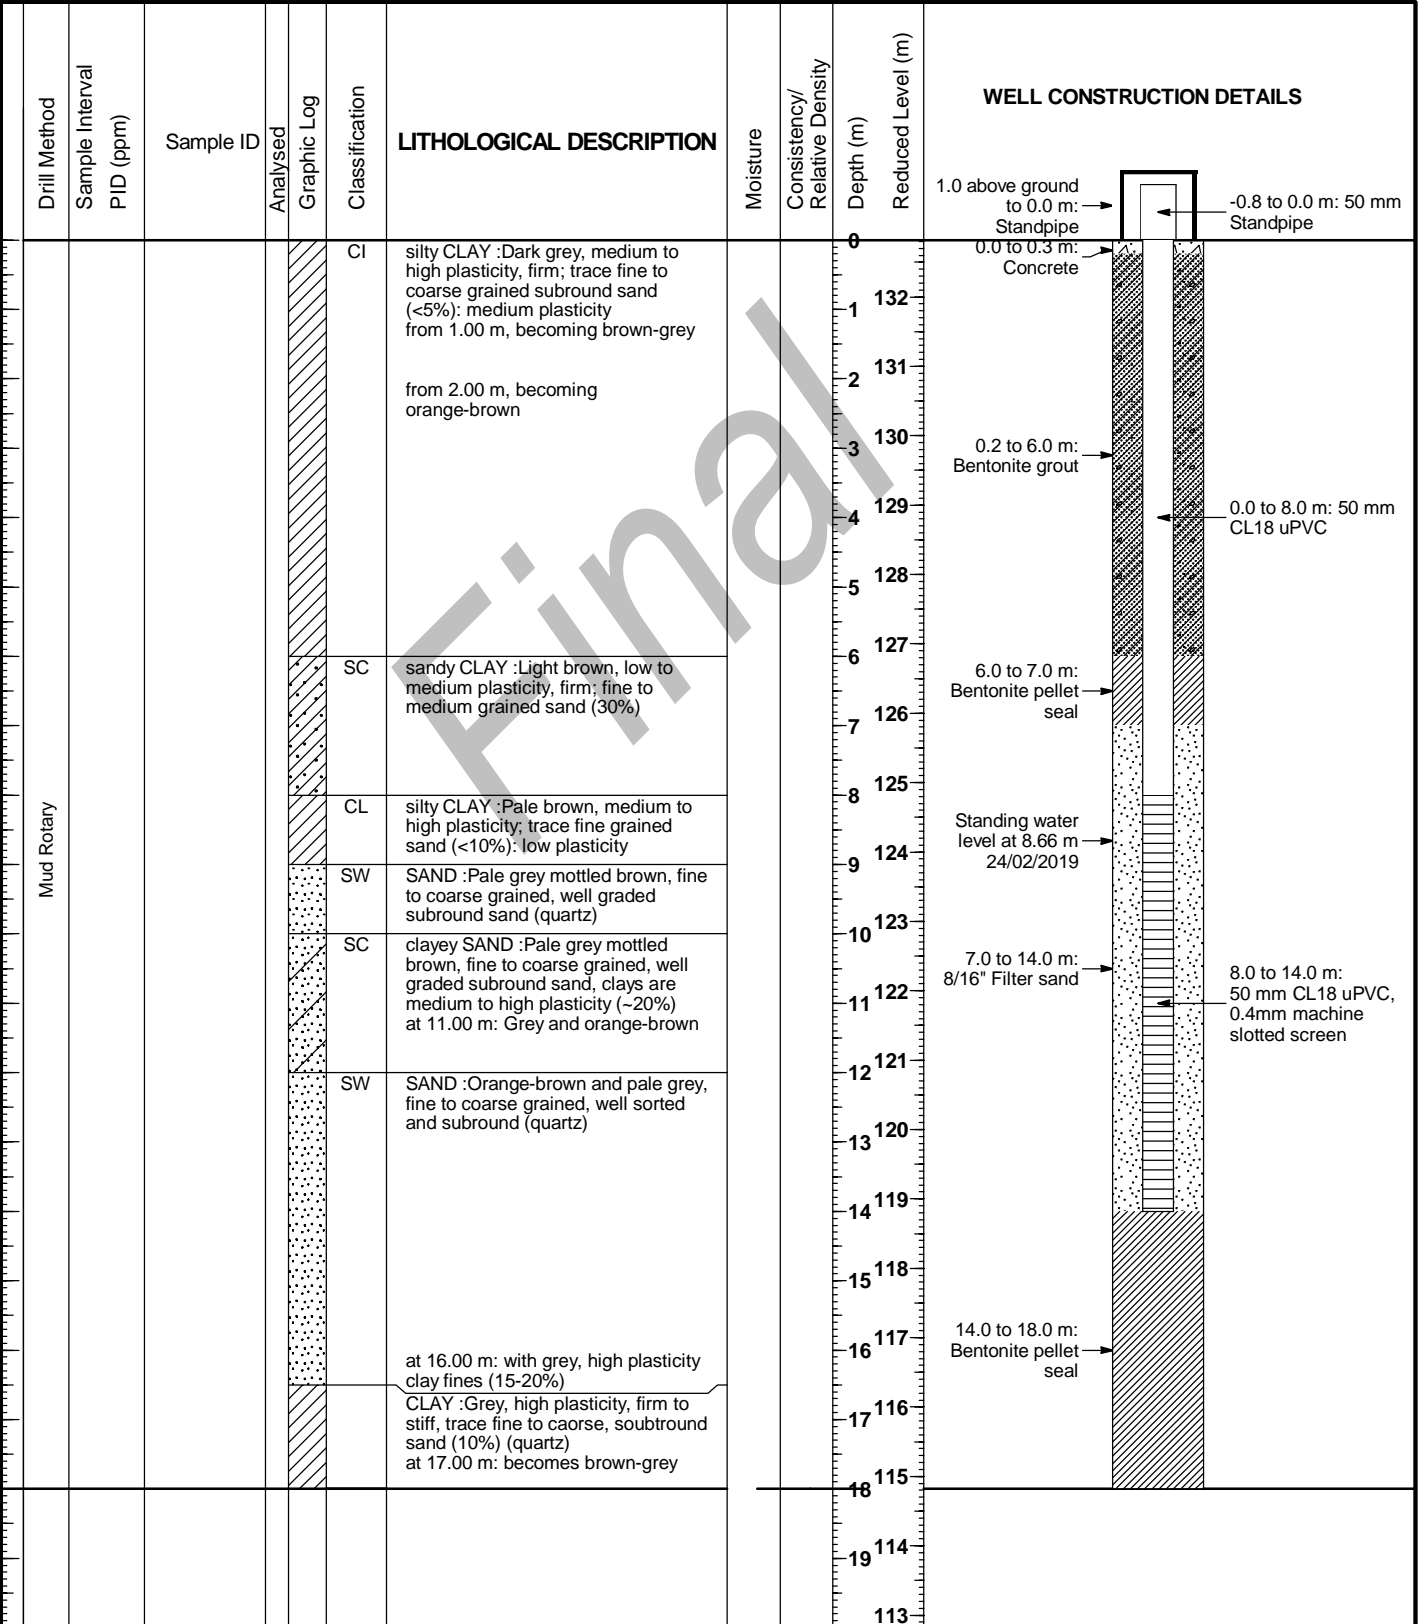 Drill Method
Sample Interval
PID (ppm)
Sample ID
Analysed
Graphic Log
Classification
LITHOLOGICAL DESCRIPTION
Moisture
Consistency/
Relative Density
Depth (m)
Reduced Level (m)
WELL CONSTRUCTION DETAILS
1.0 above ground
to 0.0 m:
Standpipe
-0.8 to 0.0 m: 50 mm
Standpipe
0.0 to 0.3 m:
Concrete
Mud Rotary
CI
silty CLAY :Dark grey, medium to
high plasticity, firm; trace fine to
coarse grained subround sand
(<5%): medium plasticity
from 1.00 m, becoming brown-grey
from 2.00 m, becoming
orange-brown
SC
sandy CLAY :Light brown, low to
medium plasticity, firm; fine to
medium grained sand (30%)
CL
silty CLAY :Pale brown, medium to
high plasticity; trace fine grained
sand (<10%): low plasticity
SW
SAND :Pale grey mottled brown, fine
to coarse grained, well graded
subround sand (quartz)
SC
clayey SAND :Pale grey mottled
brown, fine to coarse grained, well
graded subround sand, clays are
medium to high plasticity (~20%)
at 11.00 m: Grey and orange-brown
SW
SAND :Orange-brown and pale grey,
fine to coarse grained, well sorted
and subround (quartz)
at 16.00 m: with grey, high plasticity
clay fines (15-20%)
CLAY :Grey, high plasticity, firm to
stiff, trace fine to caorse, soubtround
sand (10%) (quartz)
at 17.00 m: becomes brown-grey
Final
0
1
2
3
4
5
6
7
8
9
10
11
12
13
14
15
16
17
18
19
132
131
130
129
128
127
126
125
124
123
122
121
120
119
118
117
116
115
114
113
0.2 to 6.0 m:
Bentonite grout
0.0 to 8.0 m: 50 mm
CL18 uPVC
6.0 to 7.0 m:
Bentonite pellet
seal
Standing water
level at 8.66 m
24/02/2019
7.0 to 14.0 m:
8/16" Filter sand
8.0 to 14.0 m:
50 mm CL18 uPVC,
0.4mm machine
slotted screen
14.0 to 18.0 m:
Bentonite pellet
seal